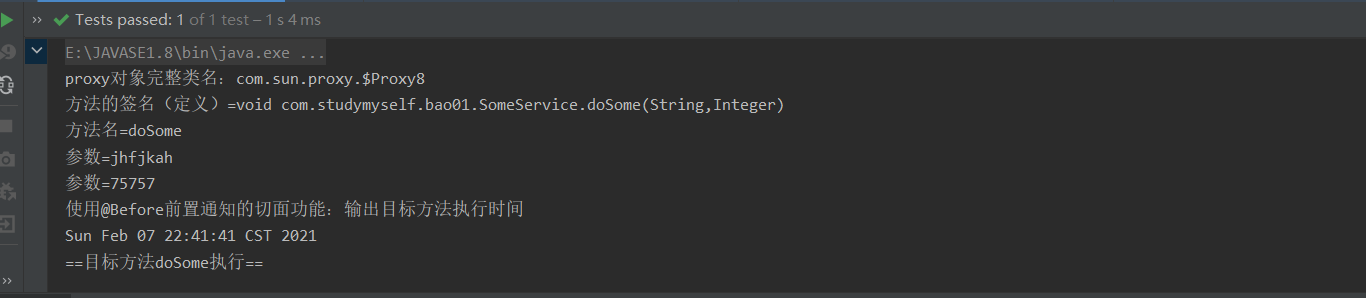 Tests passed: 1 of 1 test – 1 s 4 ms
E:\JAVASE1.8\bin\java.exe ...
proxy对象完整类名：com.sun.proxy.$Proxy8
方法的签名（定义）=void com.studymyself.bao01.SomeService.doSome(String,Integer)
方法名=doSome
参数=jhfjkah
参数=75757
使用@Before前置通知的切面功能：输出目标方法执行时间
Sun Feb 07 22:41:41 CST 2021
==目标方法doSome执行==